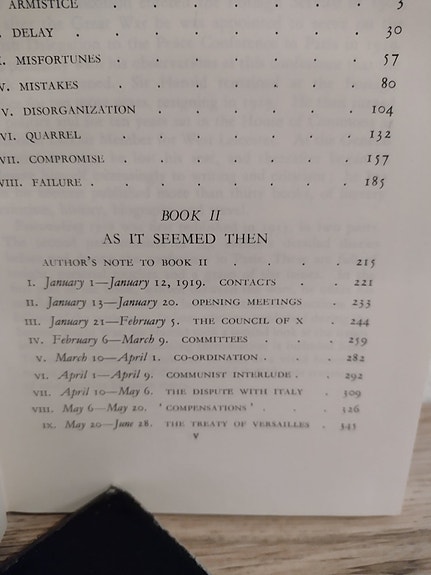 ARMISTICE . . . . . 3
. DELAY . . . . . . 30
. MISFORTUNES . . . . . 57
V. MISTAKES . . . . . 80
V. DISORGANIZATION . . . . 104
VI. QUARREL . . . . . 132
VII. COMPROMISE . . . . . 157
VIII. FAILURE . . . . . . 185
BOOK II
AS IT SEEMED THEN
AUTHOR'S NOTE TO BOOK II . . . . 215
I. January 1—January 12, 1919. CONTACTS . . 221
II. January 13—January 20. OPENING MEETINGS . 233
III. January 21—February 5. THE COUNCIL OF X . 244
IV. February 6—March 9. COMMITTEES . . . 259
V. March 10—April 1. CO-ORDINATION . . . 282
VI. April 1—April 9. COMMUNIST INTERLUDE . . 292
VII. April 10—May 6. THE DISPUTE WITH ITALY . 309
VIII. May 6—May 20. 'COMPENSATIONS' . . . 326
IX. May 20—June 28. THE TREATY OF VERSAILLES . 345
V